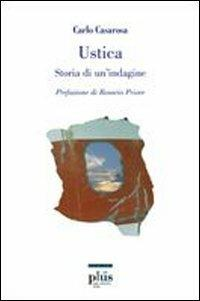 Carlo Casarosa
Ustica
Storia di un'indagine
Prefazione di Rosario Priore
plus